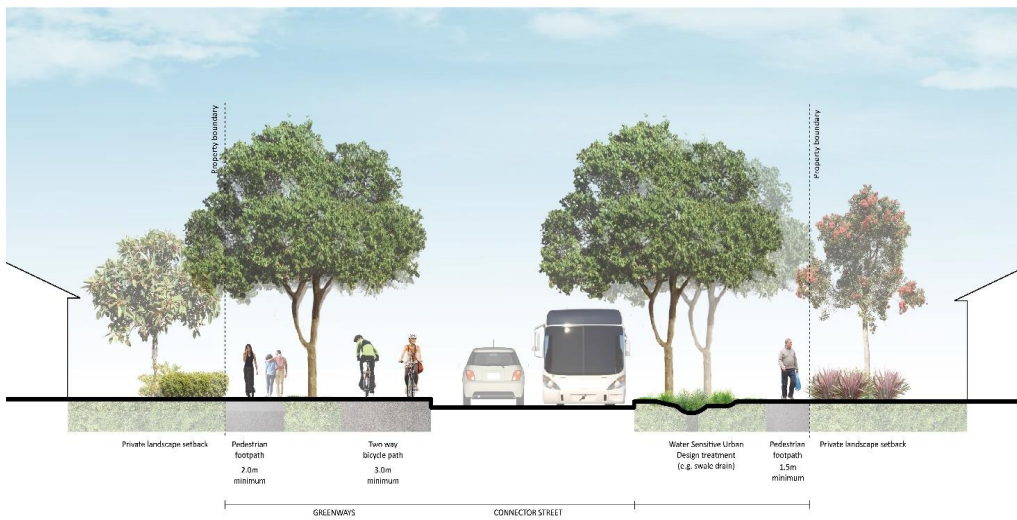 Property boundary
Property boundary
Private landscape setback
Pedestrian
footpath
2.0m
minimum
Two way
bicycle path
3.0m
minimum
Water Sensitive Urban
Design treatment
(e.g. swale drain)
Pedestrian
footpath
1.5m
minimum
Private landscape setback
GREENWAYS
CONNECTOR STREET